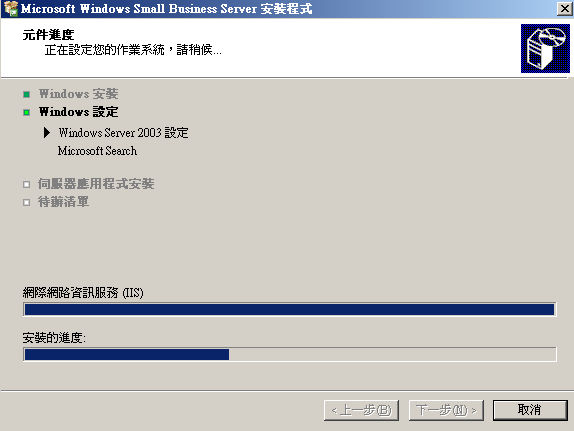 Microsoft Windows Small Business Server 安裝程式
元件進度
正在設定您的作業系統，請稍候...
Windows 安裝
Windows 設定
Windows Server 2003 設定
Microsoft Search
伺服器應用程式安裝
待辦清單
網際網路資訊服務 (IIS)
安裝的進度:
< 上一步(B) 下一步(N) > 取消